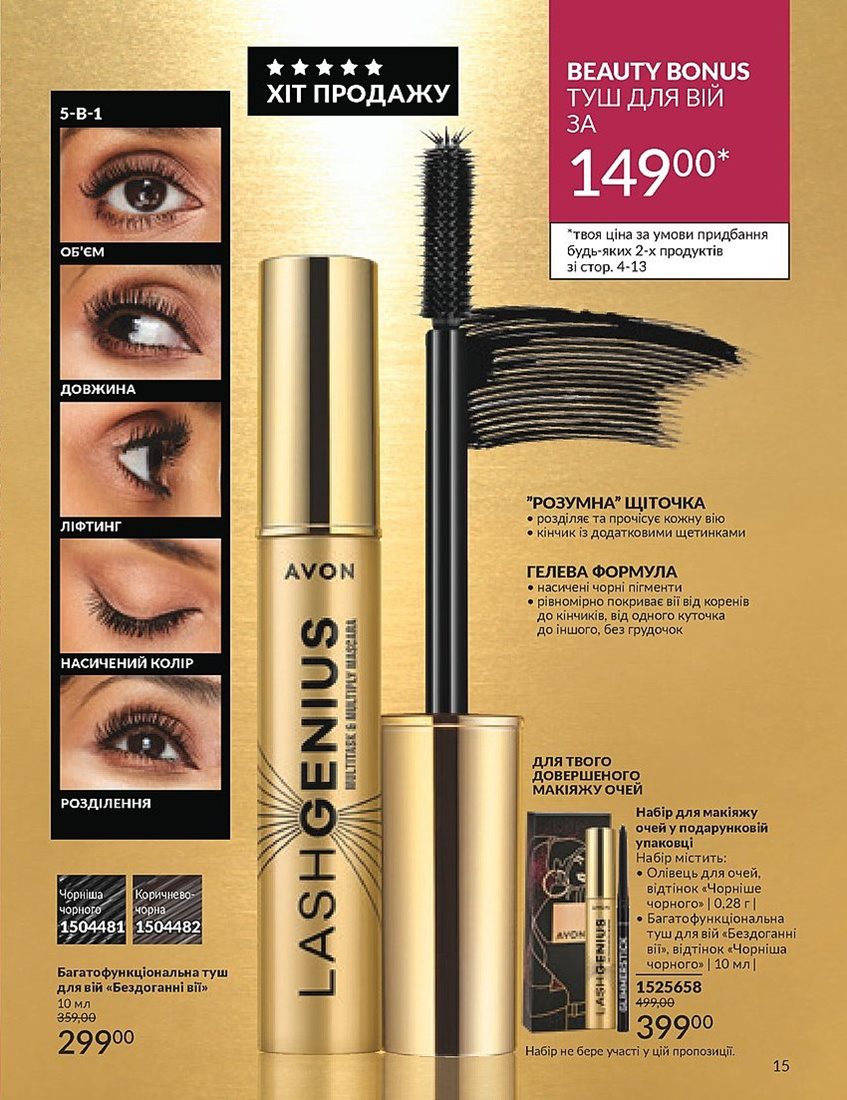 ★★★★★
ХІТ ПРОДАЖУ
BEAUTY BONUS
ТУШ ДЛЯ ВІЙ
ЗА
14900*
*твоя ціна за умови придбання
будь-яких 2-х продуктів
зі стор. 4-13
5-В-1
ОБ'ЄМ
ДОВЖИНА
ЛІФТИНГ
НАСИЧЕНИЙ КОЛІР
РОЗДІЛЕННЯ
AVON
LASHGENIUS
MULTITASK & MULTIPLY MASCARA
”РОЗУМНА” ЩІТОЧКА
• розділяє та прочісує кожну вію
• кінчик із додатковими щетинками
ГЕЛЕВА ФОРМУЛА
• насичені чорні пігменти
• рівномірно покриває вії від коренів
до кінчиків, від одного куточка
до іншого, без грудочок
Чорніша
чорного
1504481
Коричнево-
чорна
1504482
Багатофункціональна туш
для вій «Бездоганні вії»
10 мл
359,00
29900
ДЛЯ ТВОГО
ДОВЕРШЕНОГО
МАКІЯЖУ ОЧЕЙ
AVON
AVON
LASHGENIUS
GLIMMERSTICK
Набір для макіяжу
очей у подарунковій
упаковці
Набір містить:
• Олівець для очей,
відтінок «Чорніше
чорного» | 0,28 г |
• Багатофункціональна
туш для вій «Бездоганні
вії», відтінок «Чорніша
чорного» | 10 мл |
1525658
499,00
39900
Набір не бере участі у цій пропозиції.
15